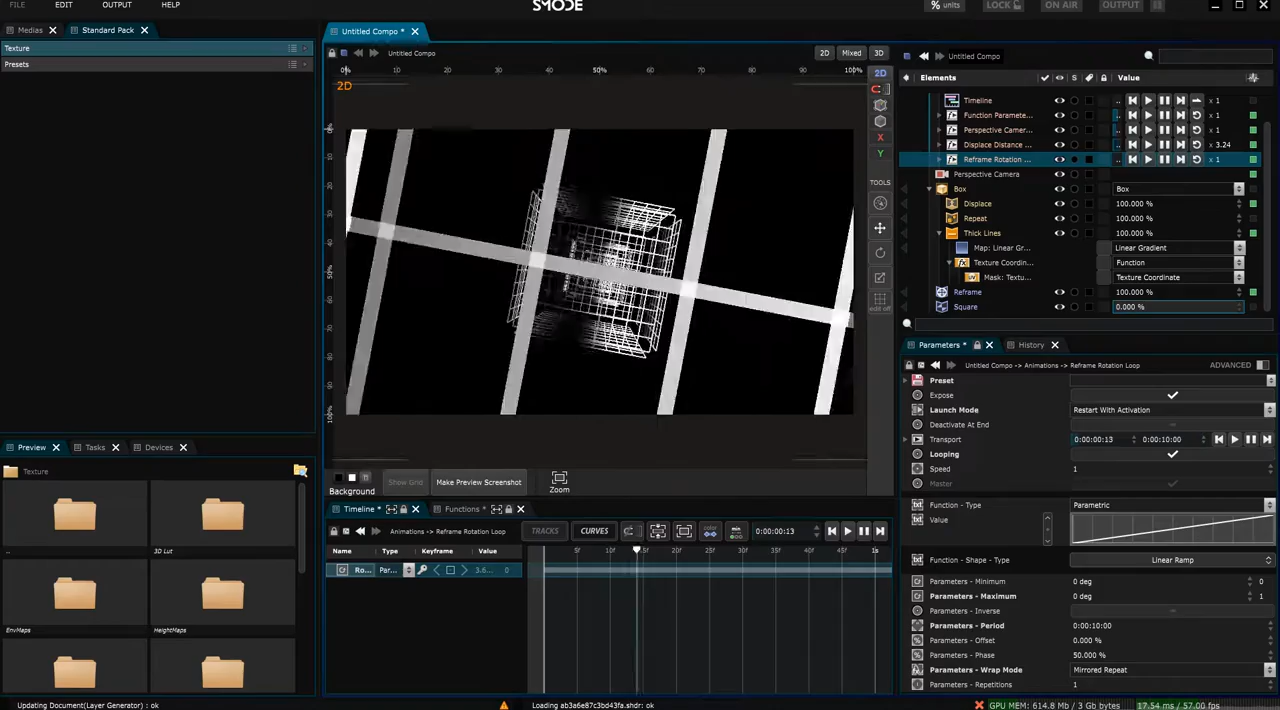 FILE EDIT OUTPUT HELP
SMODE
% units LOCK ON AIR OUTPUT
Medias Standard Pack
Texture
Presets
Untitled Compo *
Untitled Compo
2D Mixed 3D
0% 10 20 30 40 50% 60 70 80 90 100%
2D
2D
X
Y
TOOLS
edit off
Background
Show Grid
Make Preview Screenshot
Zoom
Untitled Compo
Elements S Value
Timeline x 1
Function Paramete... x 1
Perspective Camer... x 1
Displace Distance ... x 3.24
Reframe Rotation ... x 1
Perspective Camera
Box Box
Displace 100.000 %
Repeat 100.000 %
Thick Lines 100.000 %
Map: Linear Gr... Linear Gradient
Texture Coordin... Function
Mask: Textu... Texture Coordinate
Reframe 100.000 %
Square 0.000 %
Parameters * History
Untitled Compo -> Animations -> Reframe Rotation Loop ADVANCED
Preset
Expose
Launch Mode Restart With Activation
Deactivate At End
Transport 0:00:00:13 0:00:10:00
Looping
Speed 1
Master
Function - Type Parametric
Value
Function - Shape - Type Linear Ramp
Parameters - Minimum 0 deg 0
Parameters - Maximum 0 deg 1
Parameters - Inverse
Parameters - Period 0:00:10:00
Parameters - Offset 0.000 %
Parameters - Phase 50.000 %
Parameters - Wrap Mode Mirrored Repeat
Parameters - Repetitions 1
Preview Tasks Devices
Texture
..
3D Lut
EnvMaps
HeightMaps
Timeline * Functions *
Animations -> Reframe Rotation Loop TRACKS CURVES color 0:00:00:13
Name Type Keyframe Value 5f 10f 15f 20f 25f 30f 35f 40f 45f 1s
Ro... Par... 3.6... 0
Updating Document(Layer Generator) : ok
Loading ab3a6e87c3bd43fa.shdr: ok
GPU MEM: 614.8 Mb / 3 Gb bytes 17.54 ms / 57.00 fps